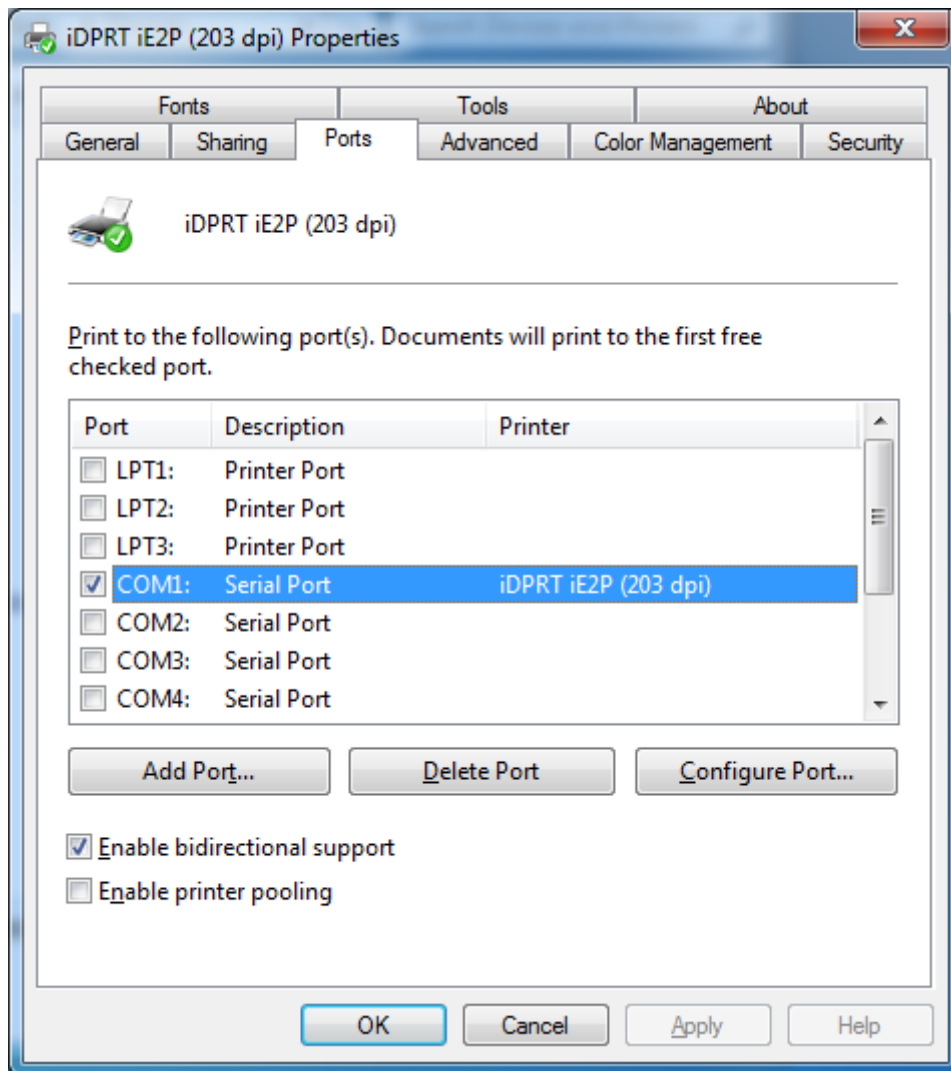 iDPRT iE2P (203 dpi) Properties
X
Fonts Tools About
General Sharing Ports Advanced Color Management Security
iDPRT iE2P (203 dpi)
Print to the following port(s). Documents will print to the first free
checked port.
Port Description Printer
LPT1: Printer Port
LPT2: Printer Port
LPT3: Printer Port
COM1: Serial Port iDPRT iE2P (203 dpi)
COM2: Serial Port
COM3: Serial Port
COM4: Serial Port
Add Port... Delete Port Configure Port...
Enable bidirectional support
Enable printer pooling
OK Cancel Apply Help